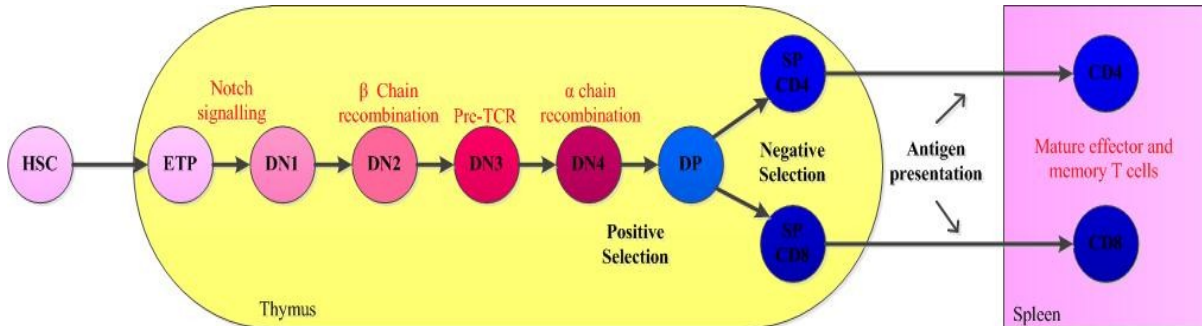 HSC
ETP
Notch
signalling
DN1
β Chain
recombination
DN2
Pre-TCR
DN3
α chain
recombination
DN4
DP
Positive
Selection
SP
CD4
Negative
Selection
SP
CD8
Thymus
Antigen
presentation
CD4
Mature effector and
memory T cells
CD8
Spleen